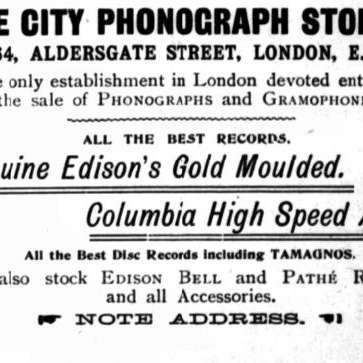 E CITY PHONOGRAPH STO
64, ALDERSGATE STREET, LONDON, E.
only establishment in London devoted ent
the sale of PHONOGRAPHS and GRAMOPHON
ALL THE BEST RECORDS.
uine Edison's Gold Moulded.
Columbia High Speed
All the Best Disc Records including TAMAGNOS.
also stock EDISON BELL and PATHÉ R
and all Accessories.
☛ NOTE ADDRESS. ☚